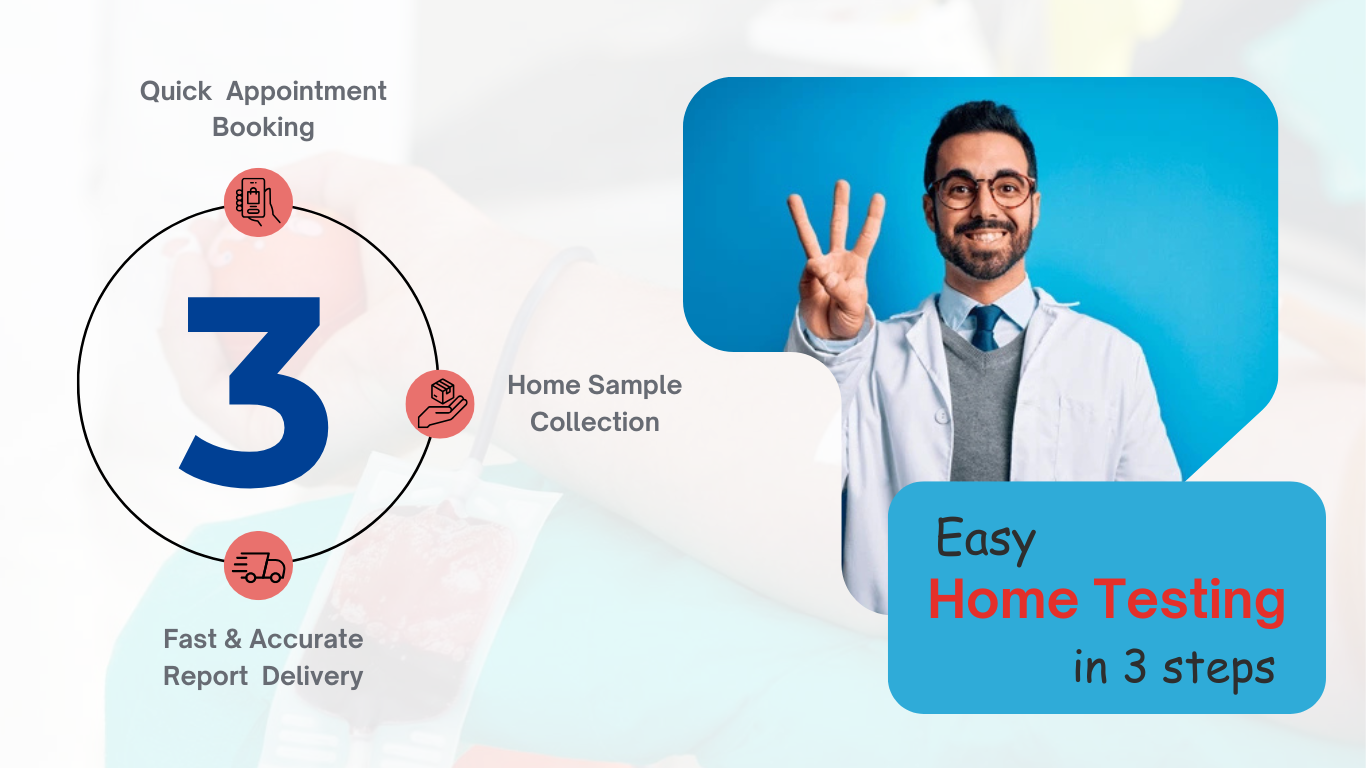 Quick Appointment
Booking
3
Home Sample
Collection
Fast & Accurate
Report Delivery
Easy
Home Testing
in 3 steps